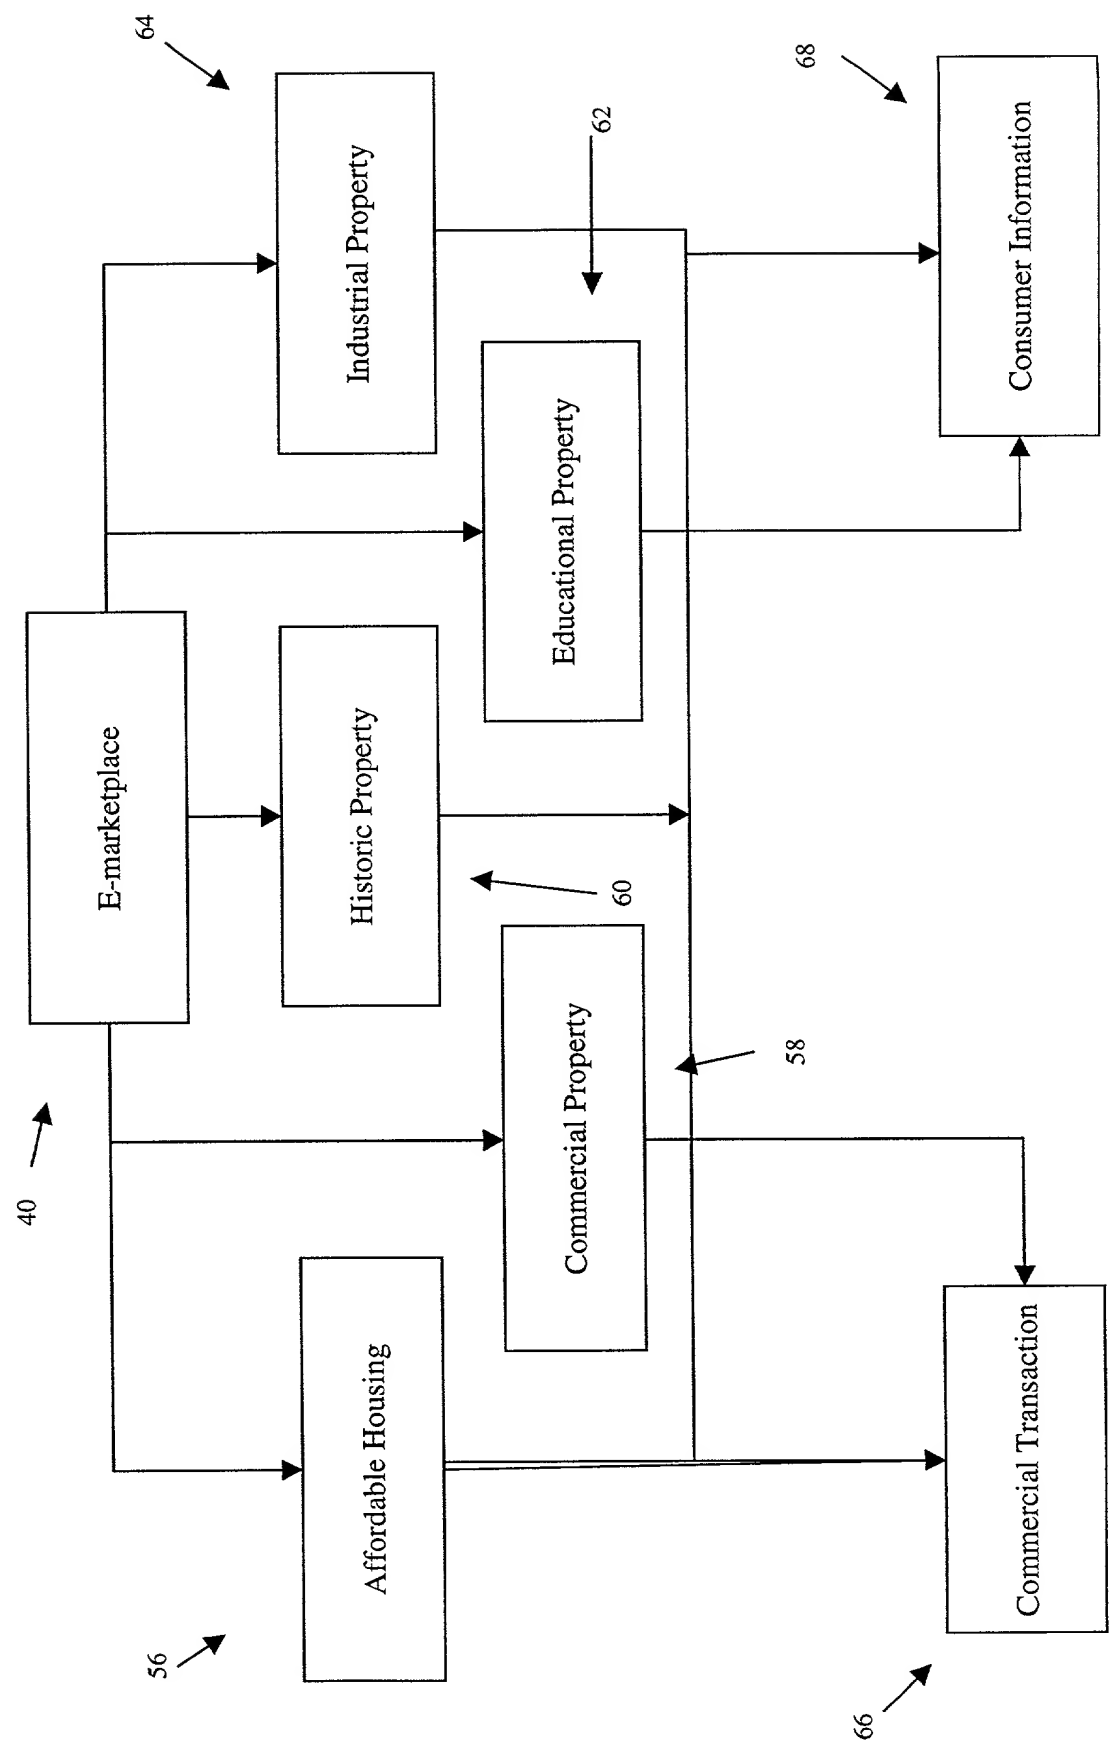 40
E-marketplace
56
Affordable Housing
Historic Property
Industrial Property
64
60
Commercial Property
Educational Property
62
58
66
Commercial Transaction
Consumer Information
68